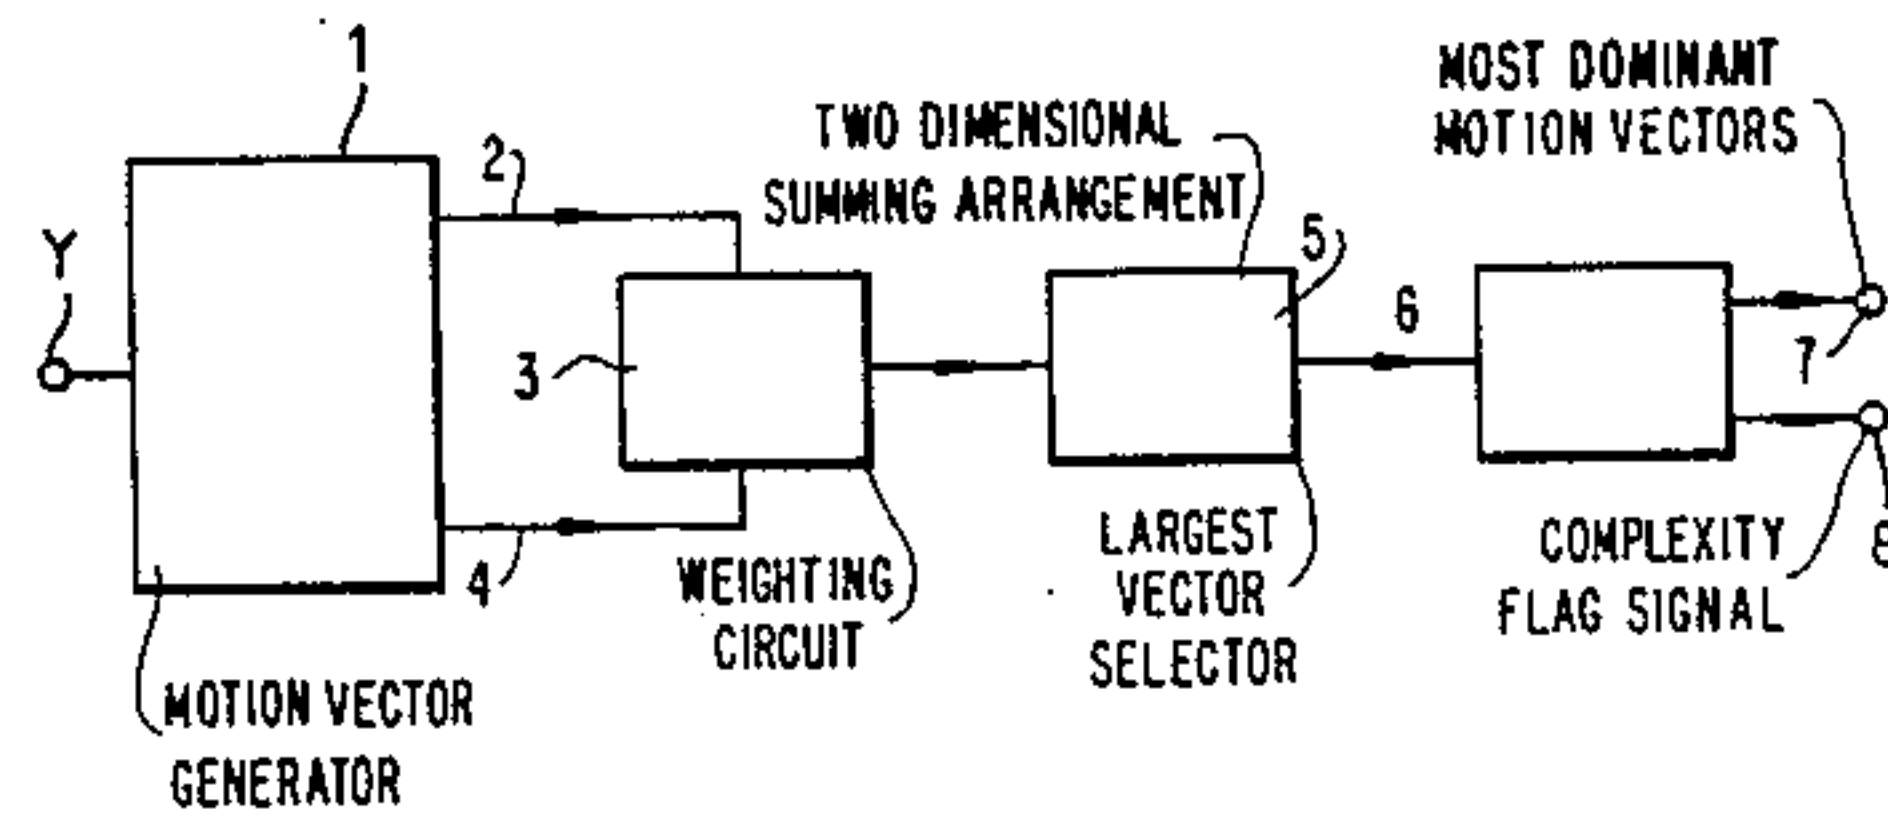 1
MOST DOMINANT
MOTION VECTORS
TWO DIMENSIONAL
SUMMING ARRANGEMENT
2
Y
5
6
3
7
4
WEIGHTING
CIRCUIT
LARGEST
VECTOR
SELECTOR
COMPLEXITY
FLAG SIGNAL
8
MOTION VECTOR
GENERATOR